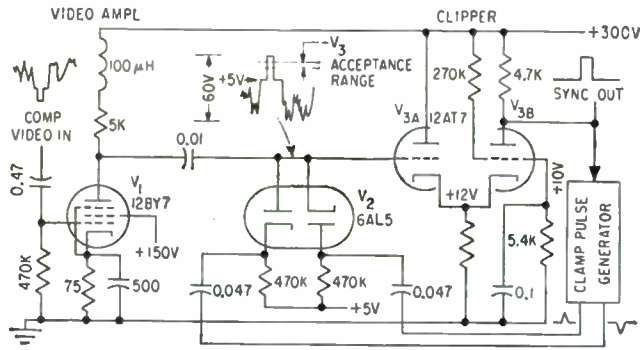 VIDEO AMPL
CLIPPER
+300V
100μH
60V
+5V
V3
ACCEPTANCE
RANGE
270K
4.7K
SYNC OUT
COMP
VIDEO IN
5K
0.01
V3A
12AT7
V3B
0.47
V1
12BY7
+150V
V2
6AL5
+12V
+10V
CLAMP PULSE
GENERATOR
470K
75
500
0.047
470K
470K
+5V
0.047
5.4K
0.1